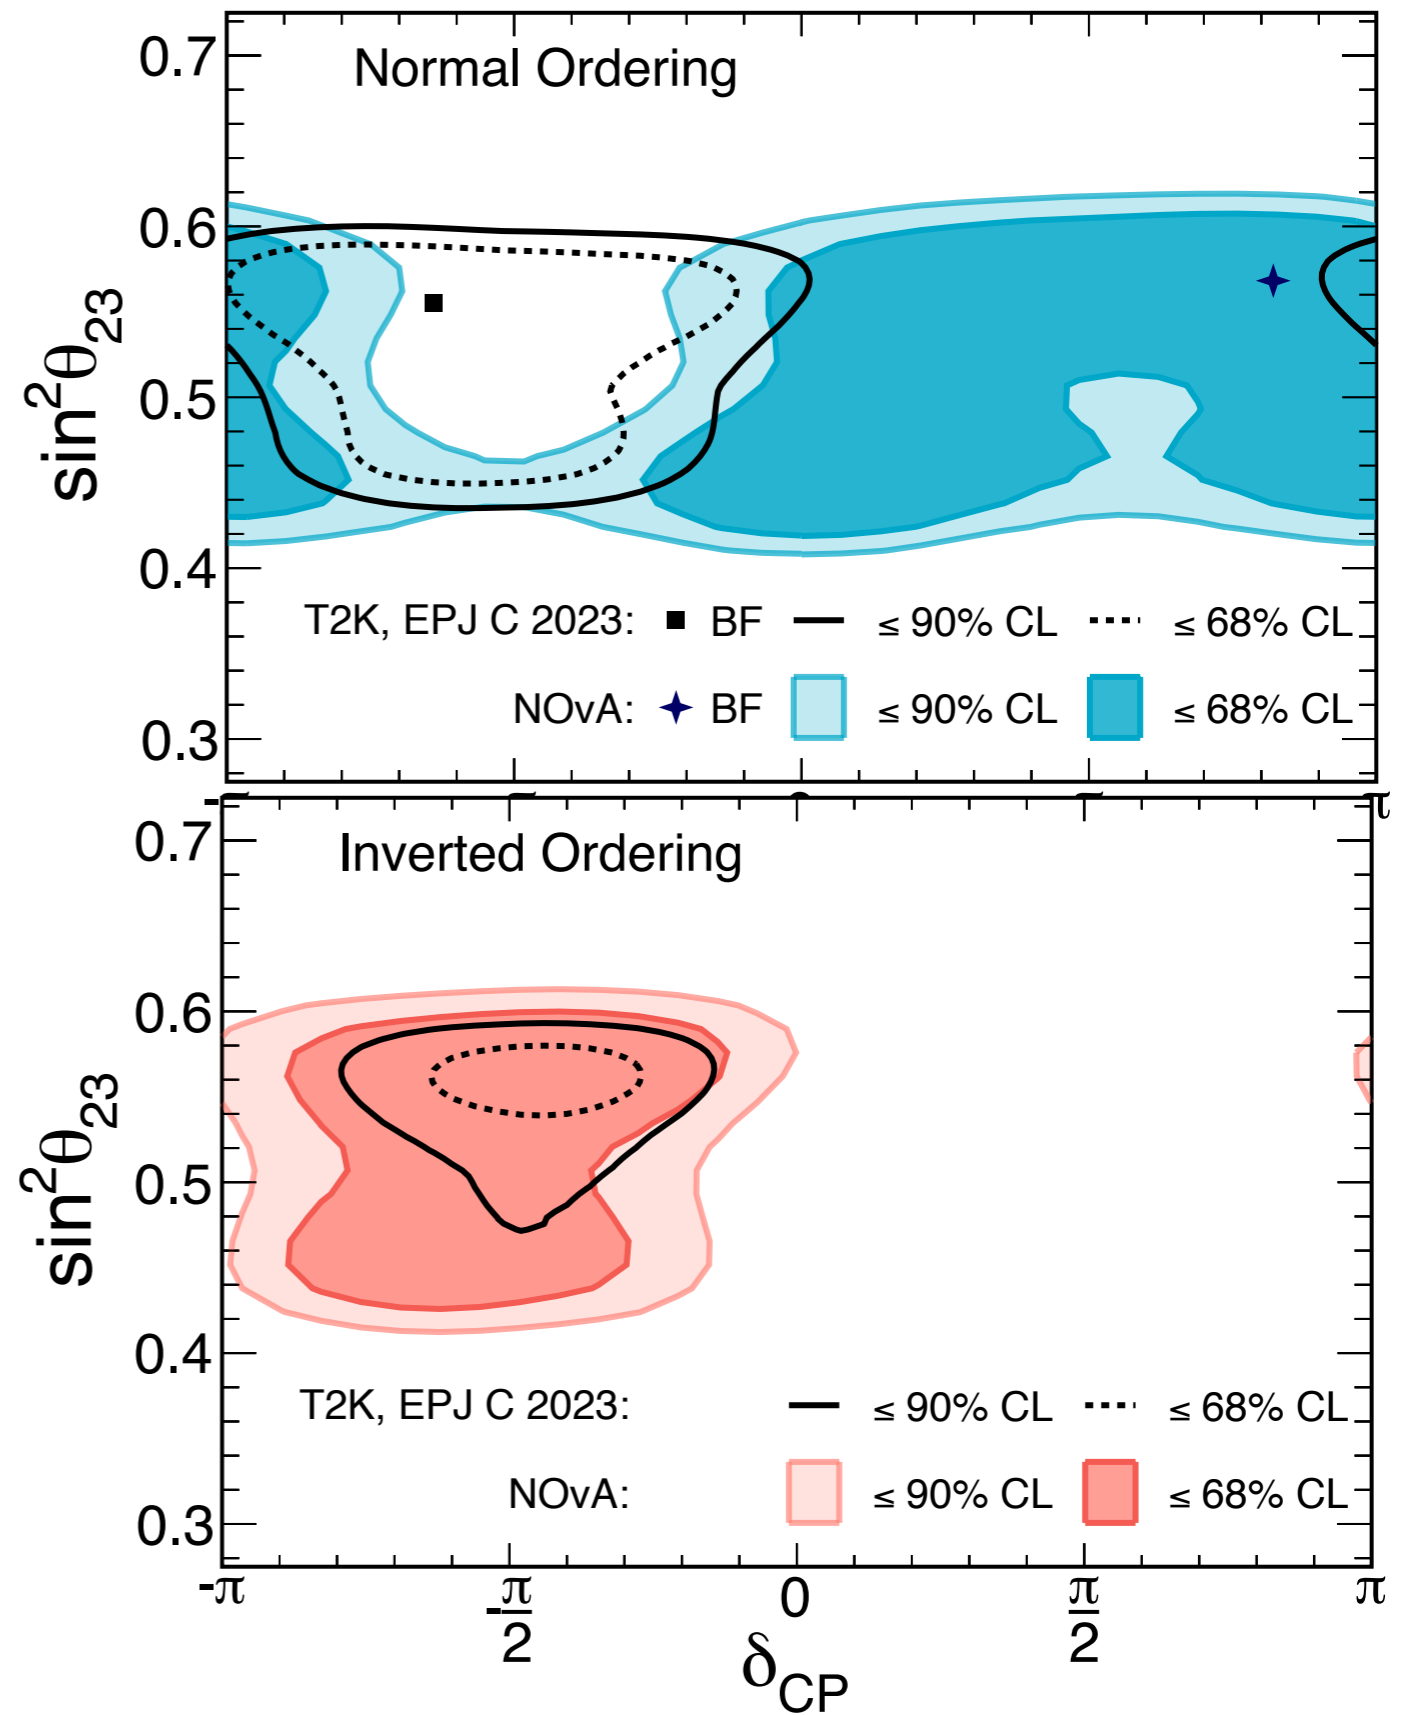 Normal Ordering
0.7
0.6
0.5
0.4
0.3
sin²θ₂₃
T2K, EPJ C 2023: BF ≤ 90% CL ≤ 68% CL
NOvA: BF ≤ 90% CL ≤ 68% CL
π
Inverted Ordering
0.7
0.6
0.5
0.4
0.3
sin²θ₂₃
T2K, EPJ C 2023: ≤ 90% CL ≤ 68% CL
NOvA: ≤ 90% CL ≤ 68% CL
-π -π/2 0 π/2 π
δCP